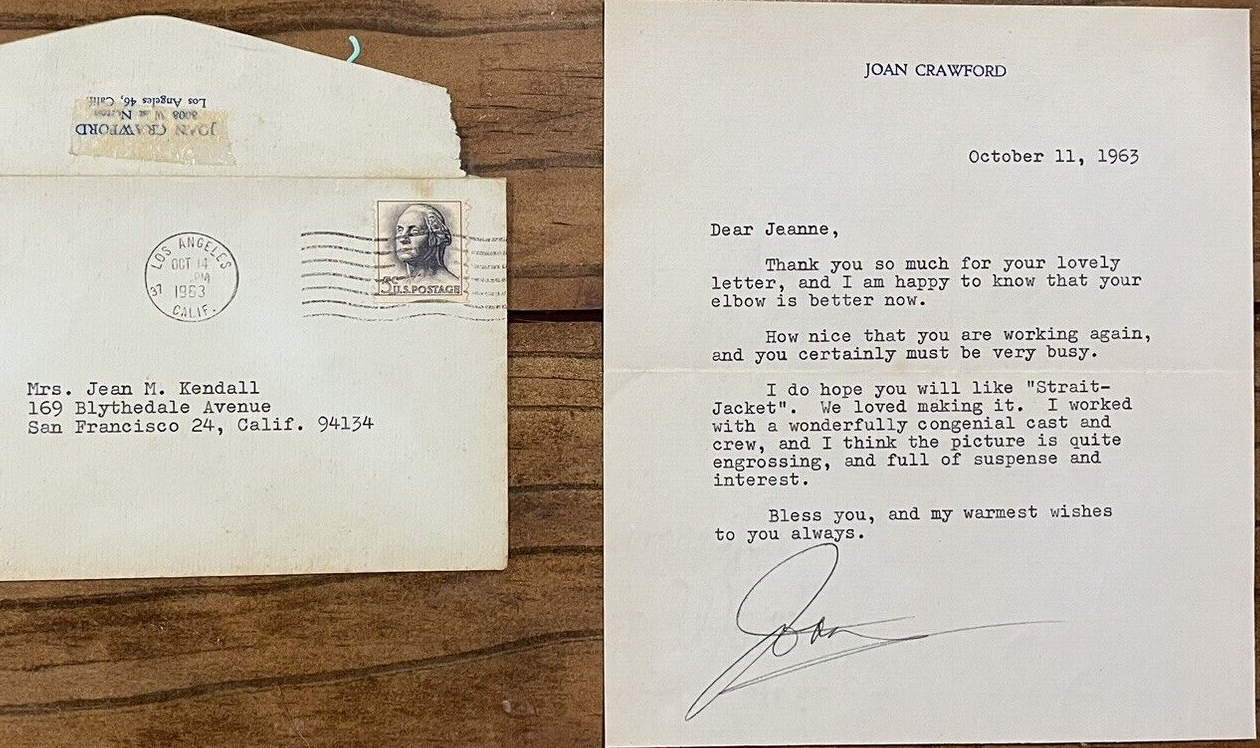 JOAN CRAWFORD
8008 W
Los Angeles 46, Calif.
LOS ANGELES
OCT 14
PM
1963
CALIF.
37
5¢ U.S. POSTAGE
Mrs. Jean M. Kendall
169 Blythedale Avenue
San Francisco 24, Calif. 94134
JOAN CRAWFORD
October 11, 1963
Dear Jeanne,
Thank you so much for your lovely
letter, and I am happy to know that your
elbow is better now.
How nice that you are working again,
and you certainly must be very busy.
I do hope you will like "Strait-
Jacket". We loved making it. I worked
with a wonderfully congenial cast and
crew, and I think the picture is quite
engrossing, and full of suspense and
interest.
Bless you, and my warmest wishes
to you always.
Joan